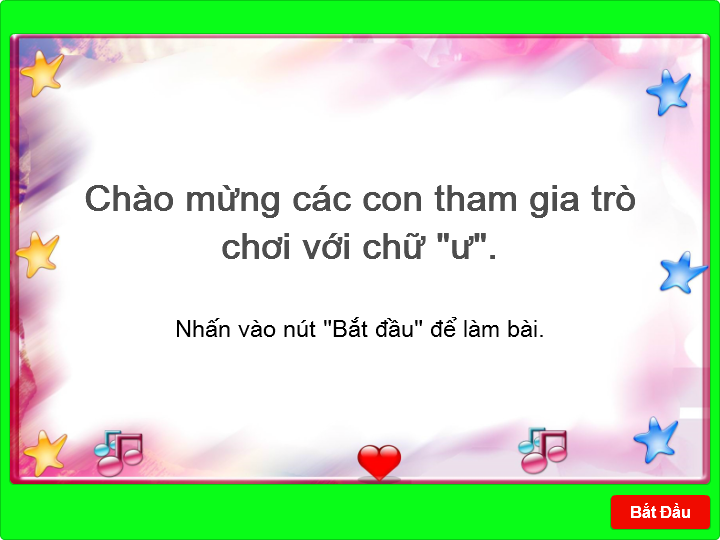 Chào mừng các con tham gia trò
chơi với chữ "ư".
Nhấn vào nút "Bắt đầu" để làm bài.
Bắt Đầu